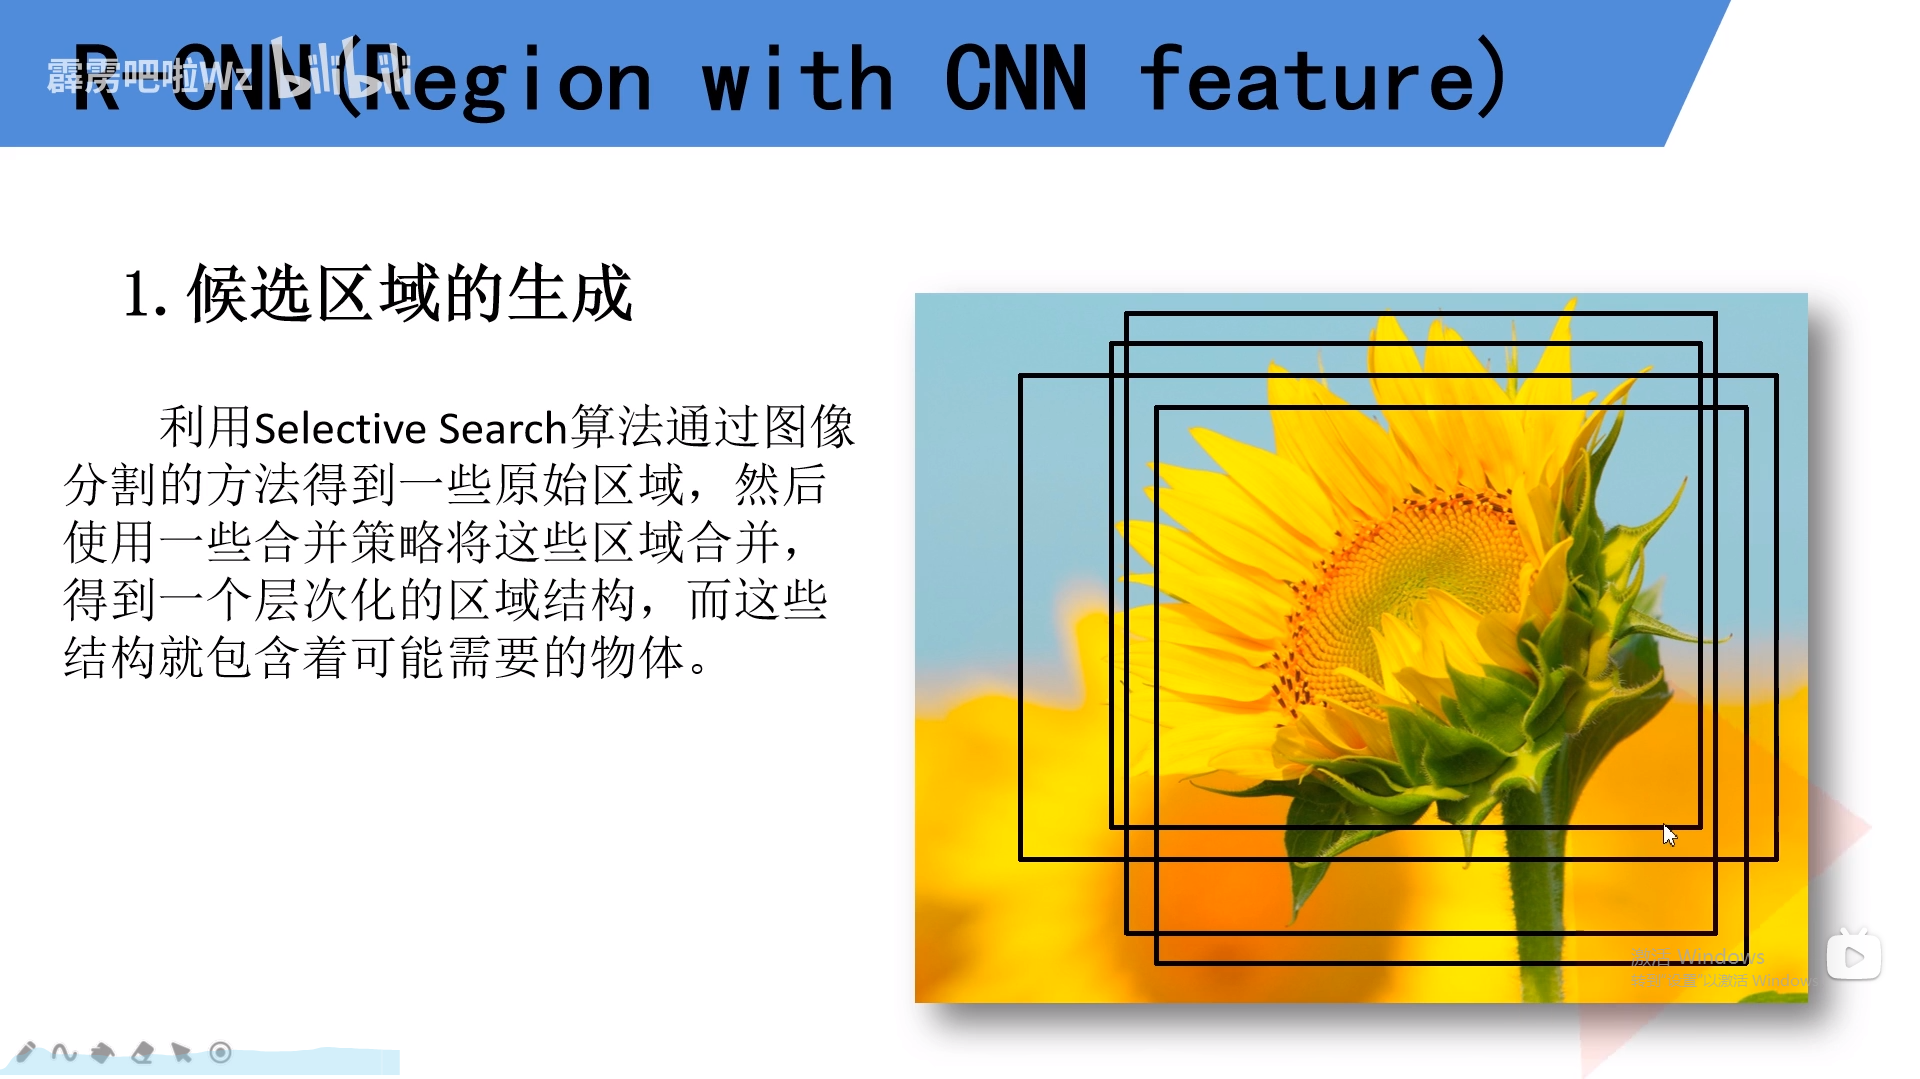 R-CNN(Region with CNN feature)
霹雳吧啦Wz bilibili
1.候选区域的生成
利用Selective Search算法通过图像
分割的方法得到一些原始区域，然后
使用一些合并策略将这些区域合并，
得到一个层次化的区域结构，而这些
结构就包含着可能需要的物体。
激活 Windows
转到"设置"以激活 Windows